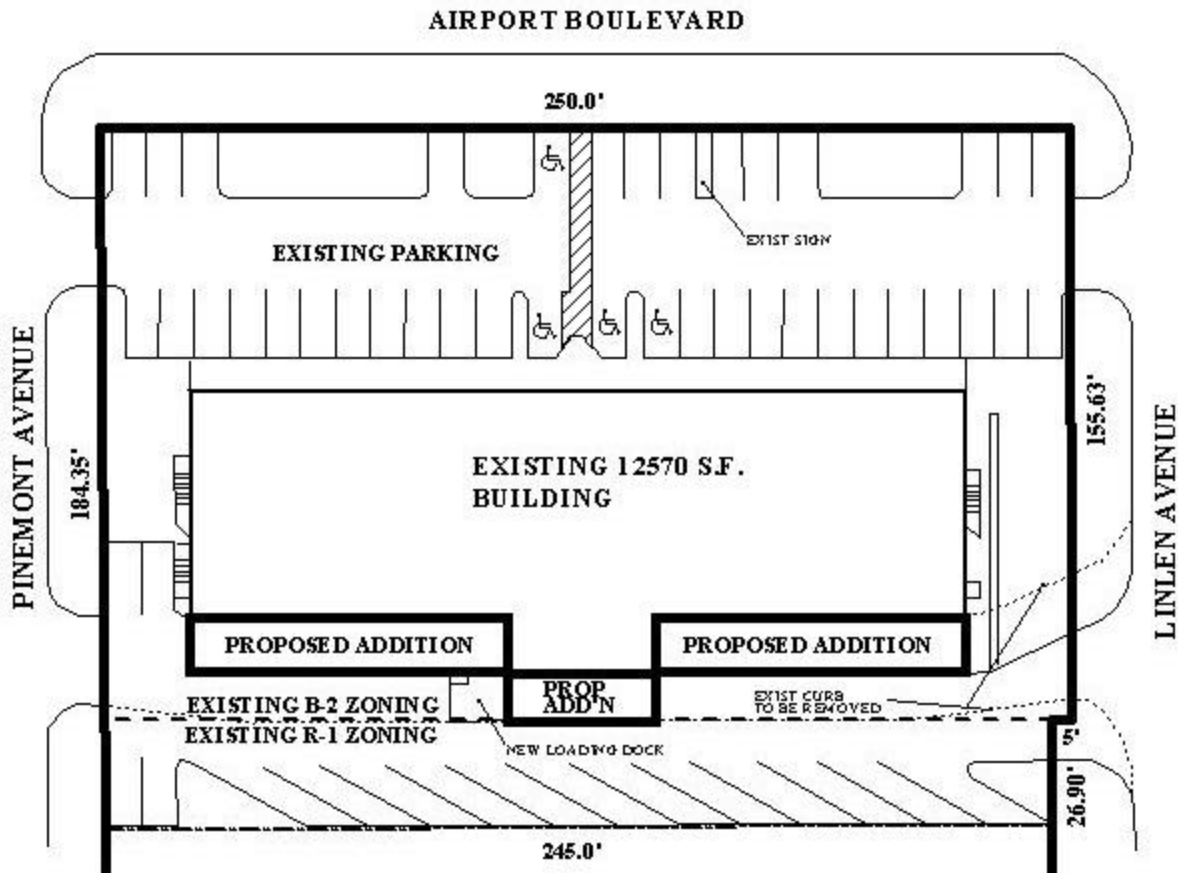 AIRPORT BOULEVARD
250.0'
EXIST SIGN
EXISTING PARKING
PINEMONT AVENUE
184.35'
EXISTING 12570 S.F.
BUILDING
155.63'
LINLEN AVENUE
PROPOSED ADDITION
PROPOSED ADDITION
PROP
ADD'N
EXISTING B-2 ZONING
EXISTING R-1 ZONING
EXIST CURB
TO BE REMOVED
NEW LOADING DOCK
5'
26.90'
245.0'